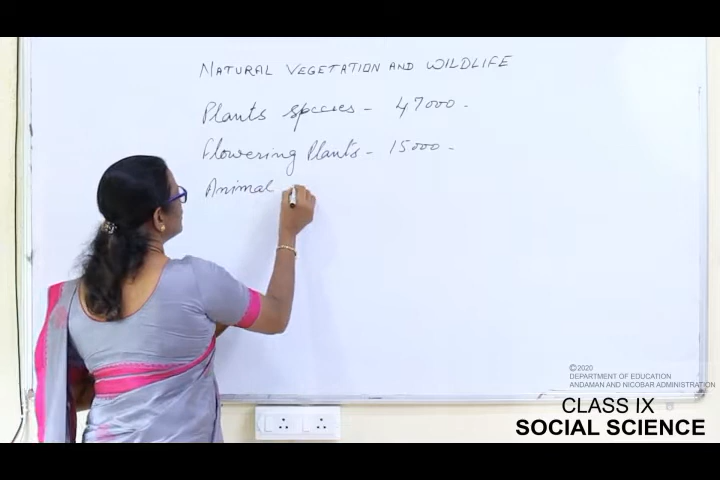 NATURAL VEGETATION AND WILDLIFE
Plants species - 47000.
Flowering Plants - 15000.
Animal
©2020
DEPARTMENT OF EDUCATION
ANDAMAN AND NICOBAR ADMINISTRATION
CLASS IX
SOCIAL SCIENCE